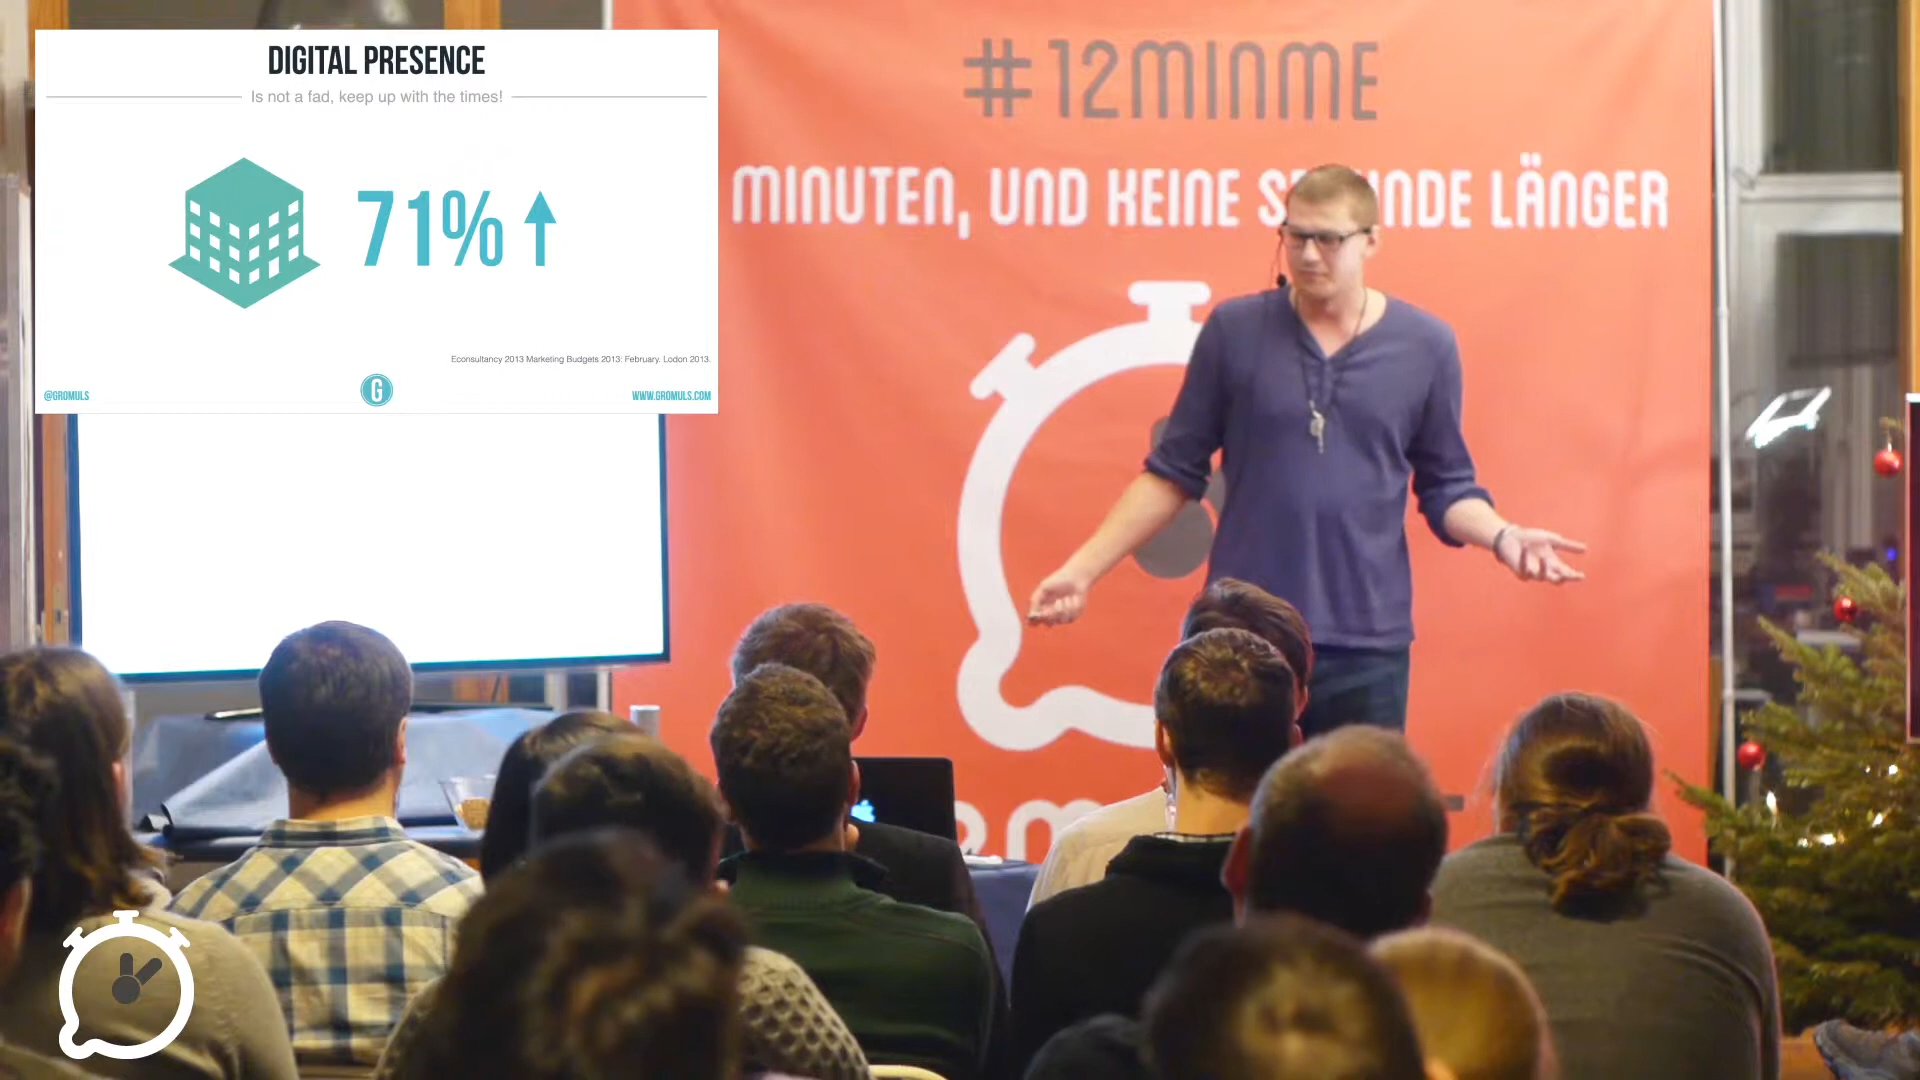 DIGITAL PRESENCE
Is not a fad, keep up with the times!
71%
Econsultancy 2013 Marketing Budgets 2013: February. Lodon 2013.
@GROMULS
G
WWW.GROMULS.COM
#12MINME
MINUTEN, UND KEINE SEKUNDE LÄNGER